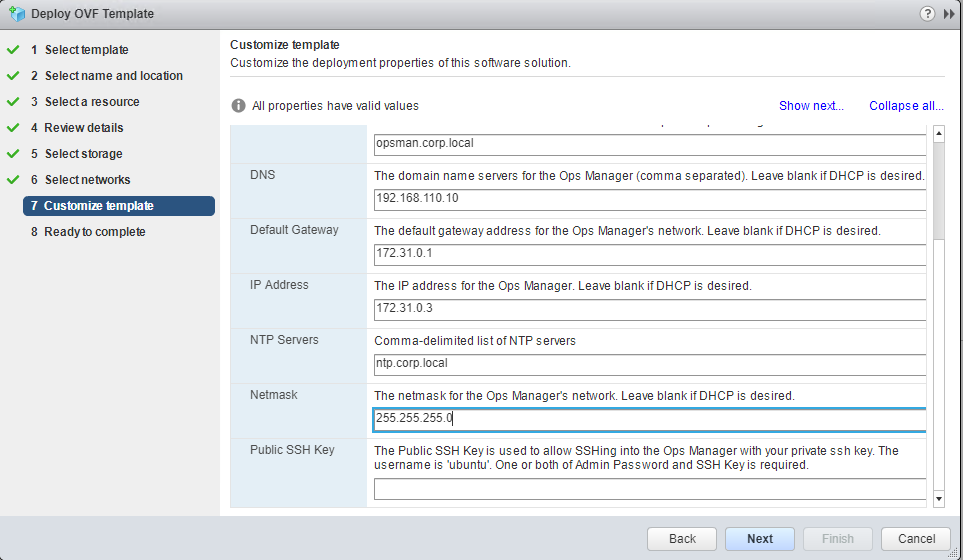 Deploy OVF Template
1 Select template
2 Select name and location
3 Select a resource
4 Review details
5 Select storage
6 Select networks
7 Customize template
8 Ready to complete
Customize template
Customize the deployment properties of this software solution.
All properties have valid values
Show next...
Collapse all...
opsman.corp.local
DNS
The domain name servers for the Ops Manager (comma separated). Leave blank if DHCP is desired.
192.168.110.10
Default Gateway
The default gateway address for the Ops Manager's network. Leave blank if DHCP is desired.
172.31.0.1
IP Address
The IP address for the Ops Manager. Leave blank if DHCP is desired.
172.31.0.3
NTP Servers
Comma-delimited list of NTP servers
ntp.corp.local
Netmask
The netmask for the Ops Manager's network. Leave blank if DHCP is desired.
255.255.255.0
Public SSH Key
The Public SSH Key is used to allow SSHing into the Ops Manager with your private ssh key. The
username is 'ubuntu'. One or both of Admin Password and SSH Key is required.
Back
Next
Finish
Cancel